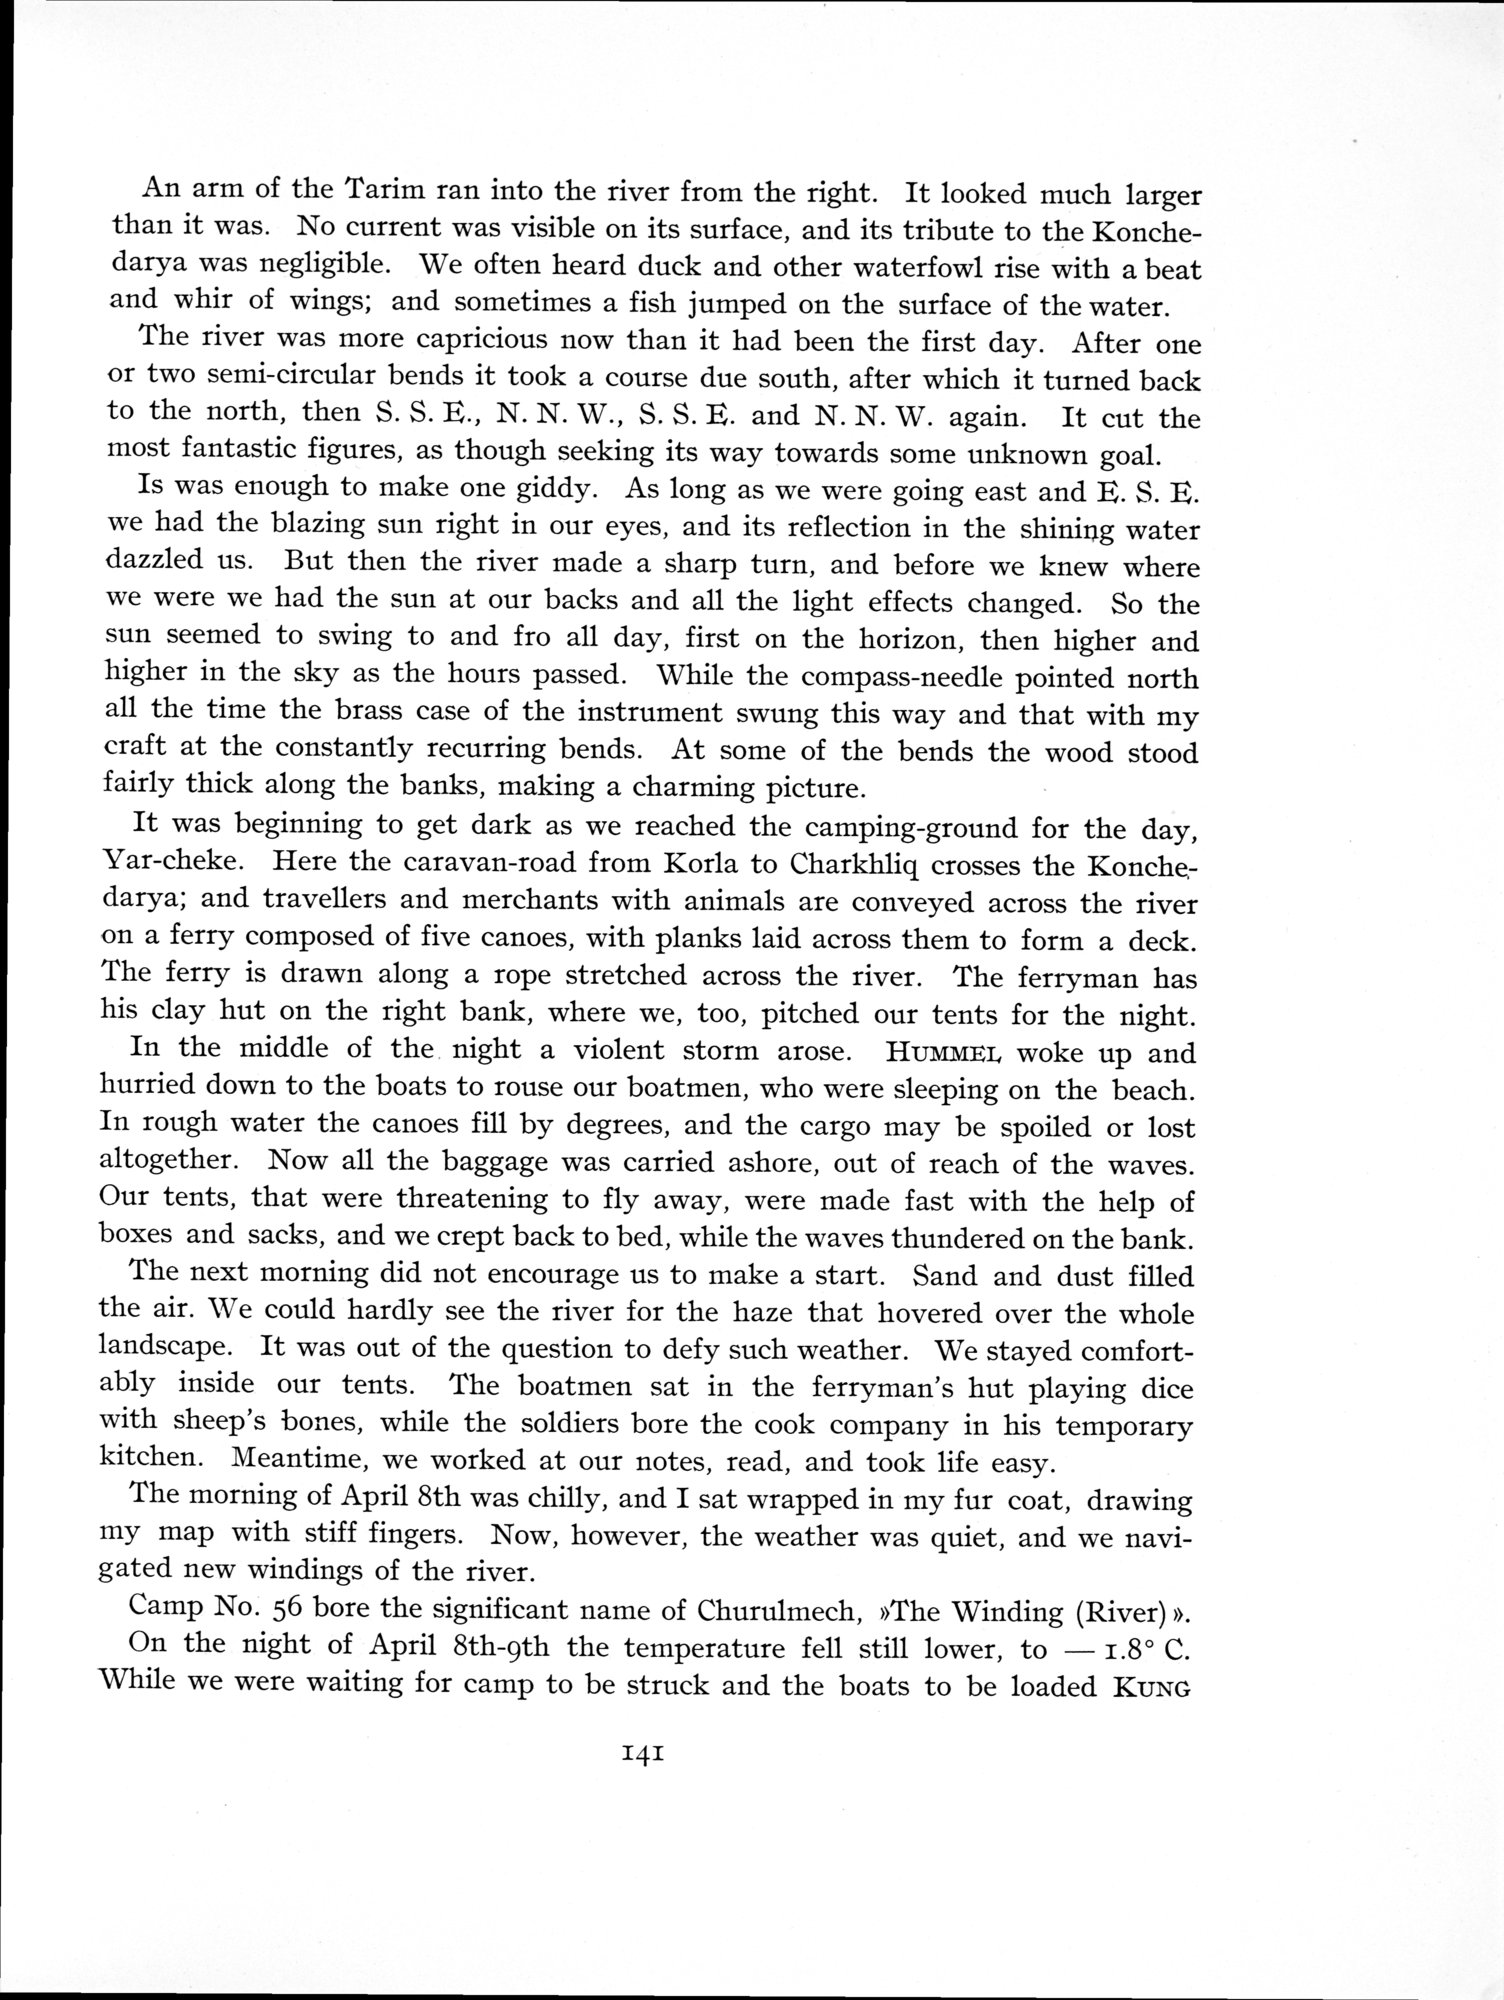 An arm of the Tarim ran into the river from the right. It looked much larger
than it was. No current was visible on its surface, and its tribute to the Konche-
darya was negligible. We often heard duck and other waterfowl rise with a beat
and whir of wings; and sometimes a fish jumped on the surface of the water.
The river was more capricious now than it had been the first day. After one
or two semi-circular bends it took a course due south, after which it turned back
to the north, then S. S. E., N. N. W., S. S. E. and N. N. W. again. It cut the
most fantastic figures, as though seeking its way towards some unknown goal.
Is was enough to make one giddy. As long as we were going east and E. S. E.
we had the blazing sun right in our eyes, and its reflection in the shining water
dazzled us. But then the river made a sharp turn, and before we knew where
we were we had the sun at our backs and all the light effects changed. So the
sun seemed to swing to and fro all day, first on the horizon, then higher and
higher in the sky as the hours passed. While the compass-needle pointed north
all the time the brass case of the instrument swung this way and that with my
craft at the constantly recurring bends. At some of the bends the wood stood
fairly thick along the banks, making a charming picture.
It was beginning to get dark as we reached the camping-ground for the day,
Yar-cheke. Here the caravan-road from Korla to Charkhliq crosses the Konche-
darya; and travellers and merchants with animals are conveyed across the river
on a ferry composed of five canoes, with planks laid across them to form a deck.
The ferry is drawn along a rope stretched across the river. The ferryman has
his clay hut on the right bank, where we, too, pitched our tents for the night.
In the middle of the night a violent storm arose. HUMMEL woke up and
hurried down to the boats to rouse our boatmen, who were sleeping on the beach.
In rough water the canoes fill by degrees, and the cargo may be spoiled or lost
altogether. Now all the baggage was carried ashore, out of reach of the waves.
Our tents, that were threatening to fly away, were made fast with the help of
boxes and sacks, and we crept back to bed, while the waves thundered on the bank.
The next morning did not encourage us to make a start. Sand and dust filled
the air. We could hardly see the river for the haze that hovered over the whole
landscape. It was out of the question to defy such weather. We stayed comfort-
ably inside our tents. The boatmen sat in the ferryman's hut playing dice
with sheep's bones, while the soldiers bore the cook company in his temporary
kitchen. Meantime, we worked at our notes, read, and took life easy.
The morning of April 8th was chilly, and I sat wrapped in my fur coat, drawing
my map with stiff fingers. Now, however, the weather was quiet, and we navi-
gated new windings of the river.
Camp No. 56 bore the significant name of Churulmech, »The Winding (River)».
On the night of April 8th-9th the temperature fell still lower, to — 1.8° C.
While we were waiting for camp to be struck and the boats to be loaded KUNG
141